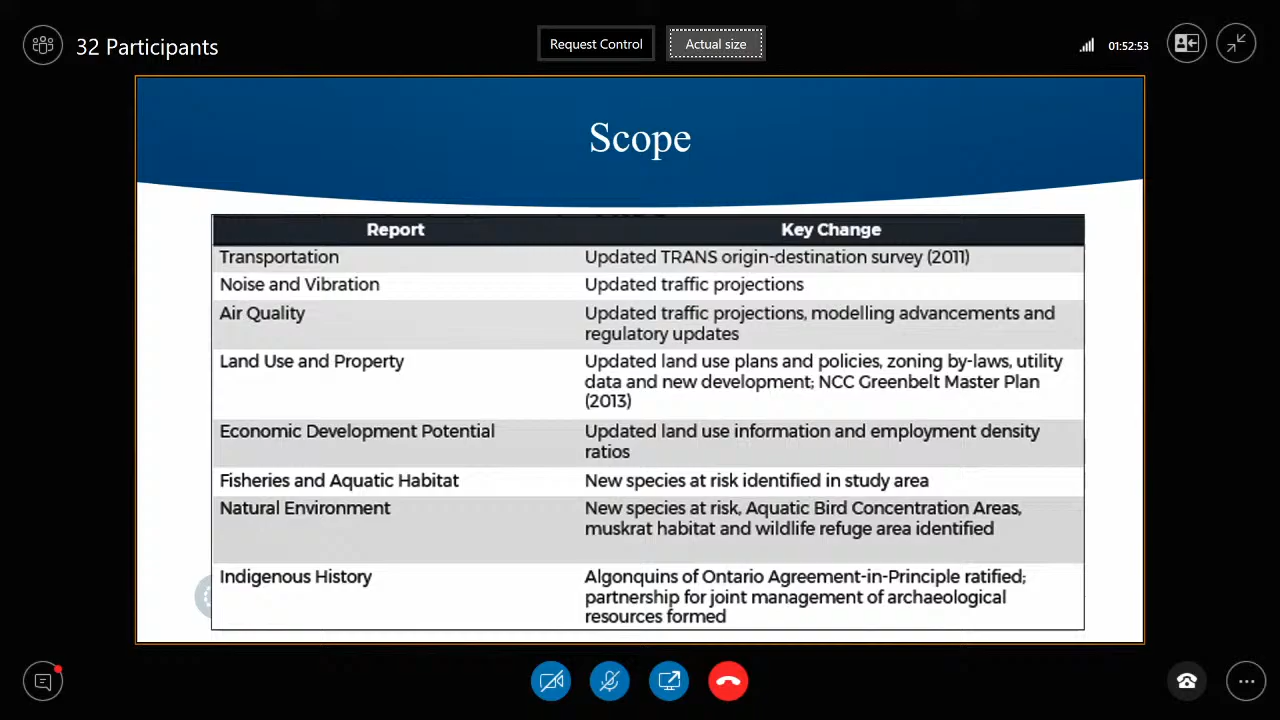 32 Participants
Request Control
Actual size
01:52:53
Scope
Report Key Change
Transportation Updated TRANS origin-destination survey (2011)
Noise and Vibration Updated traffic projections
Air Quality Updated traffic projections, modelling advancements and
regulatory updates
Land Use and Property Updated land use plans and policies, zoning by-laws, utility
data and new development; NCC Greenbelt Master Plan
(2013)
Economic Development Potential Updated land use information and employment density
ratios
Fisheries and Aquatic Habitat New species at risk identified in study area
Natural Environment New species at risk, Aquatic Bird Concentration Areas,
muskrat habitat and wildlife refuge area identified
Indigenous History Algonquins of Ontario Agreement-in-Principle ratified;
partnership for joint management of archaeological
resources formed